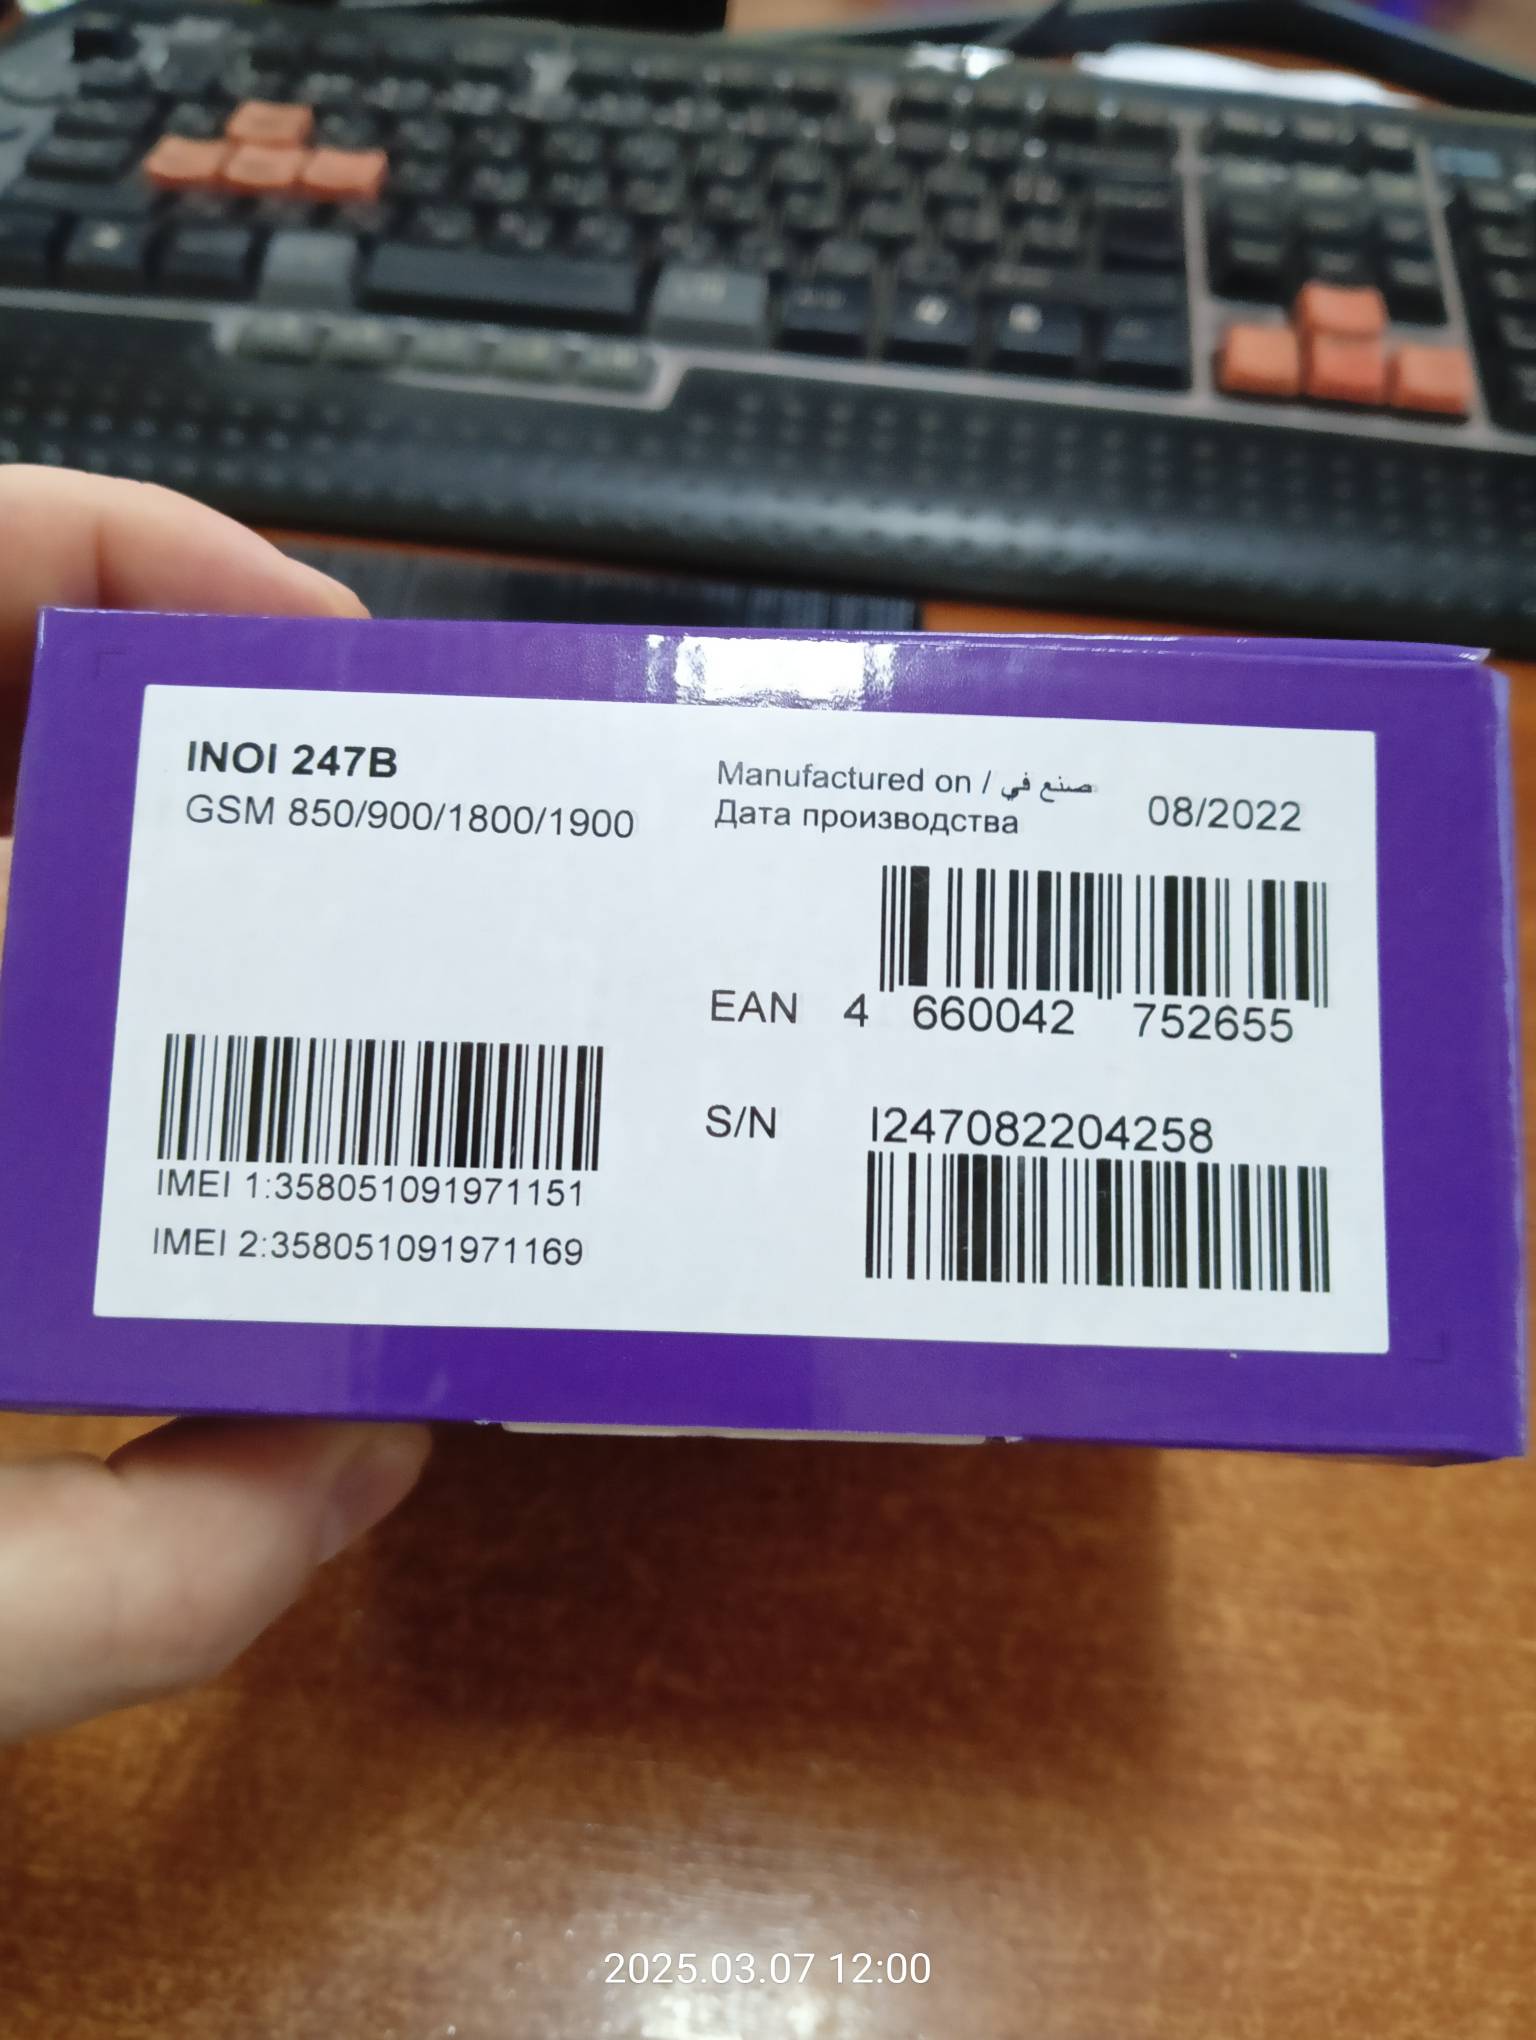 INOI 247B
GSM 850/900/1800/1900
Manufactured on / صنع في
Дата производства
08/2022
EAN 4 660042 752655
S/N I247082204258
IMEI 1:358051091971151
IMEI 2:358051091971169
2025.03.07 12:00